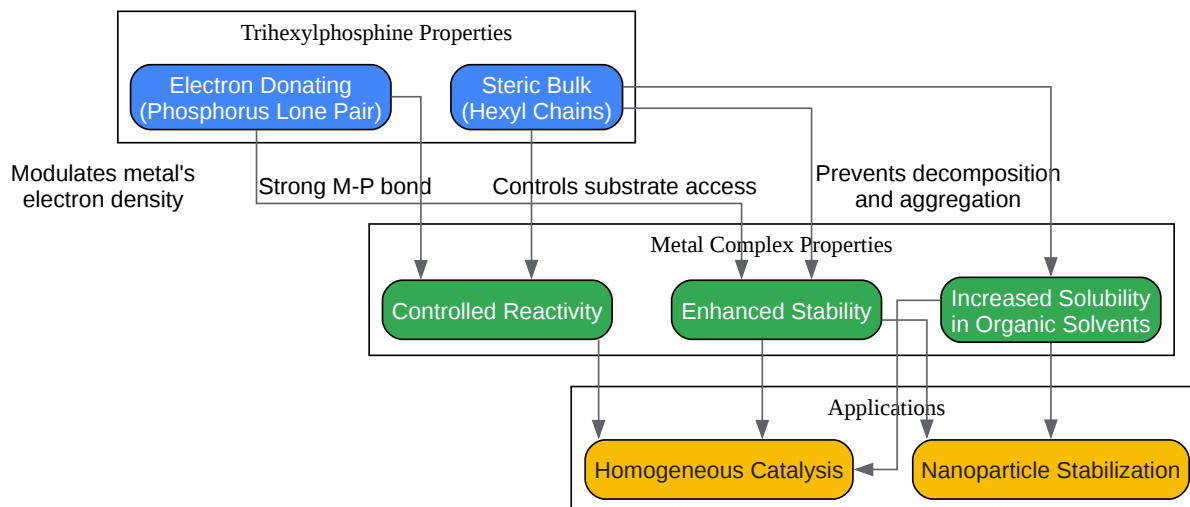 Trihexylphosphine Properties
Electron Donating
(Phosphorus Lone Pair)
Steric Bulk
(Hexyl Chains)
Modulates metal's
electron density
Strong M-P bond
Controls substrate access
Prevents decomposition
and aggregation
Metal Complex Properties
Controlled Reactivity
Enhanced Stability
Increased Solubility
in Organic Solvents
Applications
Homogeneous Catalysis
Nanoparticle Stabilization